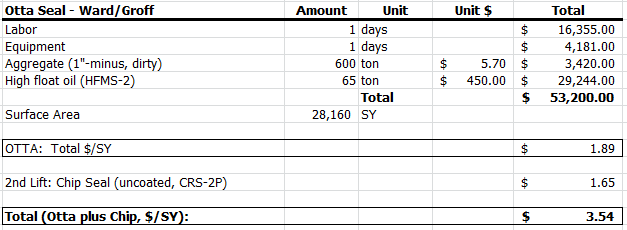 Otta Seal - Ward/Groff Amount Unit Unit $ Total
Labor 1 days $ 16,355.00
Equipment 1 days $ 4,181.00
Aggregate (1"-minus, dirty) 600 ton $ 5.70 $ 3,420.00
High float oil (HFMS-2) 65 ton $ 450.00 $ 29,244.00
Total $ 53,200.00
Surface Area 28,160 SY
OTTA: Total $/SY $ 1.89
2nd Lift: Chip Seal (uncoated, CRS-2P) $ 1.65
Total (Otta plus Chip, $/SY): $ 3.54